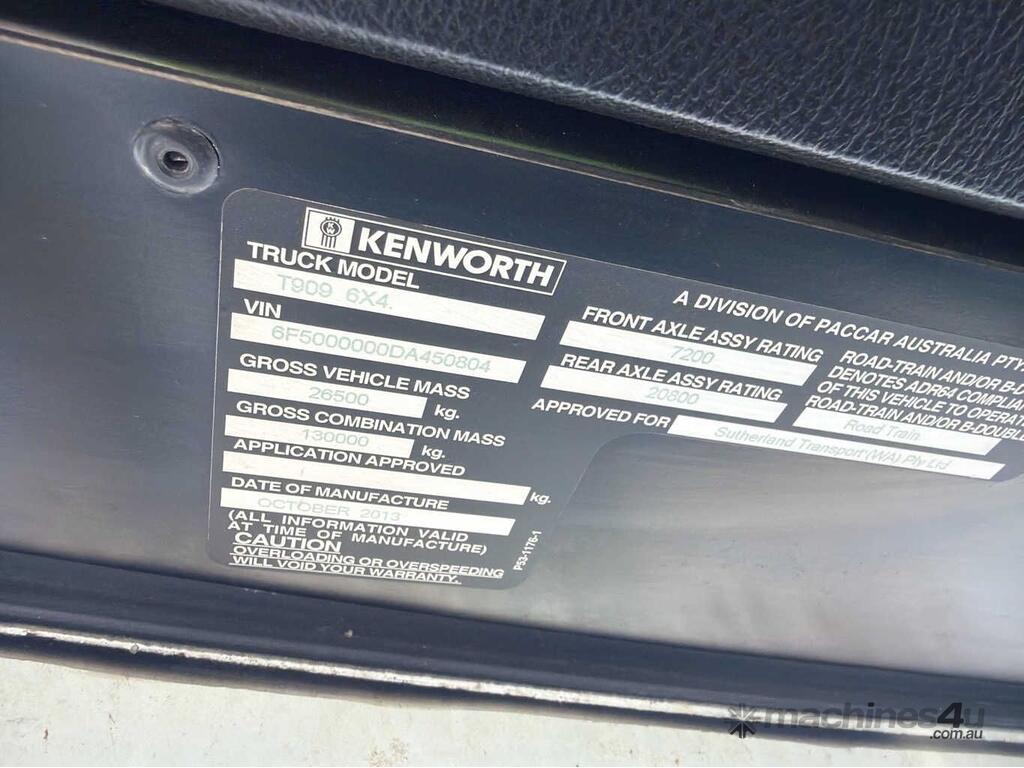 KENWORTH
TRUCK MODEL
T909 6X4.
VIN
6F5000000DA450804
GROSS VEHICLE MASS
26500 kg.
GROSS COMBINATION MASS
130000 kg.
APPLICATION APPROVED
kg.
DATE OF MANUFACTURE
OCTOBER 2013
(ALL INFORMATION VALID
AT TIME OF MANUFACTURE)
CAUTION
OVERLOADING OR OVERSPEEDING
WILL VOID YOUR WARRANTY.
P53-1176-1
A DIVISION OF PACCAR AUSTRALIA PTY
FRONT AXLE ASSY RATING
7200
REAR AXLE ASSY RATING
20800
APPROVED FOR
Sutherland Transport (WA) Pty Ltd
ROAD-TRAIN AND/OR B-D
DENOTES ADR64 COMPLIA
OF THIS VEHICLE TO OPERAT
ROAD-TRAIN AND/OR B-DOUBLE
Road Train
machines4u
.com.au